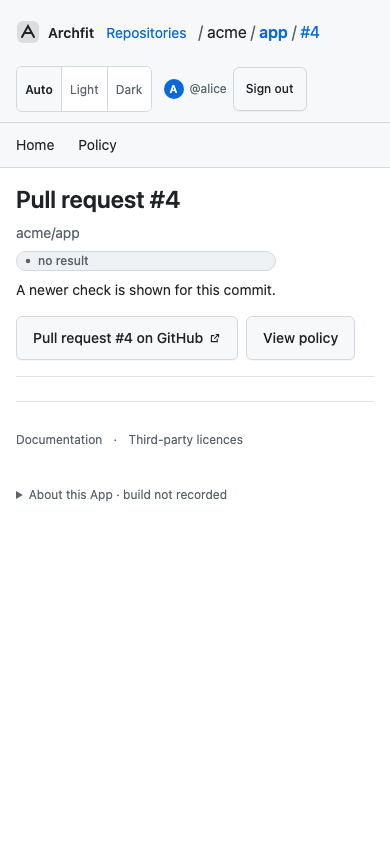 Archfit Repositories / acme / app / #4
Auto Light Dark A @alice Sign out
Home Policy
Pull request #4
acme/app
• no result
A newer check is shown for this commit.
Pull request #4 on GitHub View policy
Documentation · Third-party licences
About this App · build not recorded